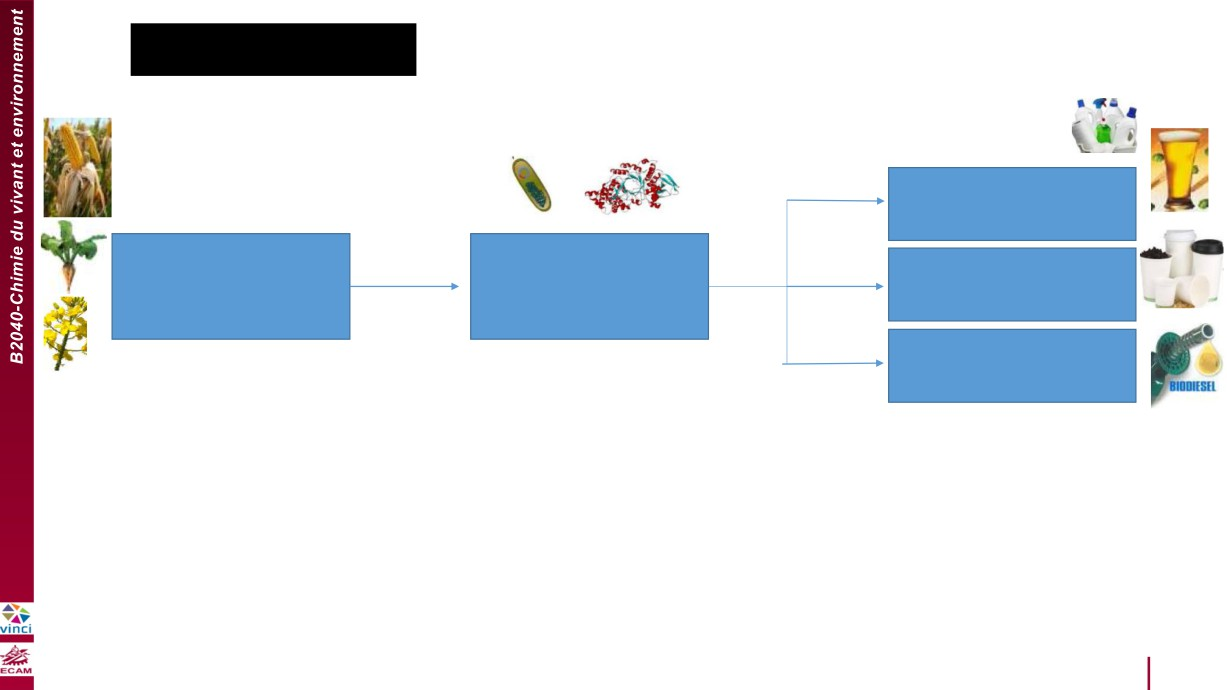 B2040-Chimie du vivant et environnement
BIODIESEL
vinci
ECAM